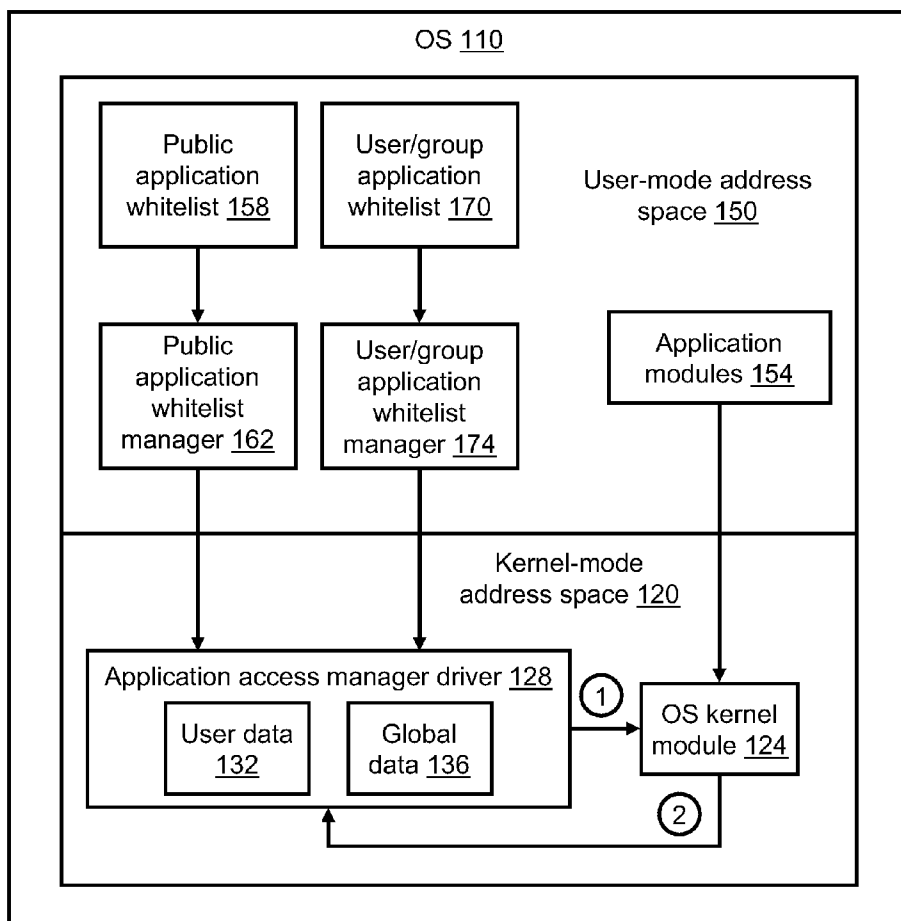 OS 110
Public
application
whitelist 158
User/group
application
whitelist 170
User-mode address
space 150
Public
application
whitelist
manager 162
User/group
application
whitelist
manager 174
Application
modules 154
Kernel-mode
address space 120
Application access manager driver 128
User data
132
Global
data 136
1
OS kernel
module 124
2